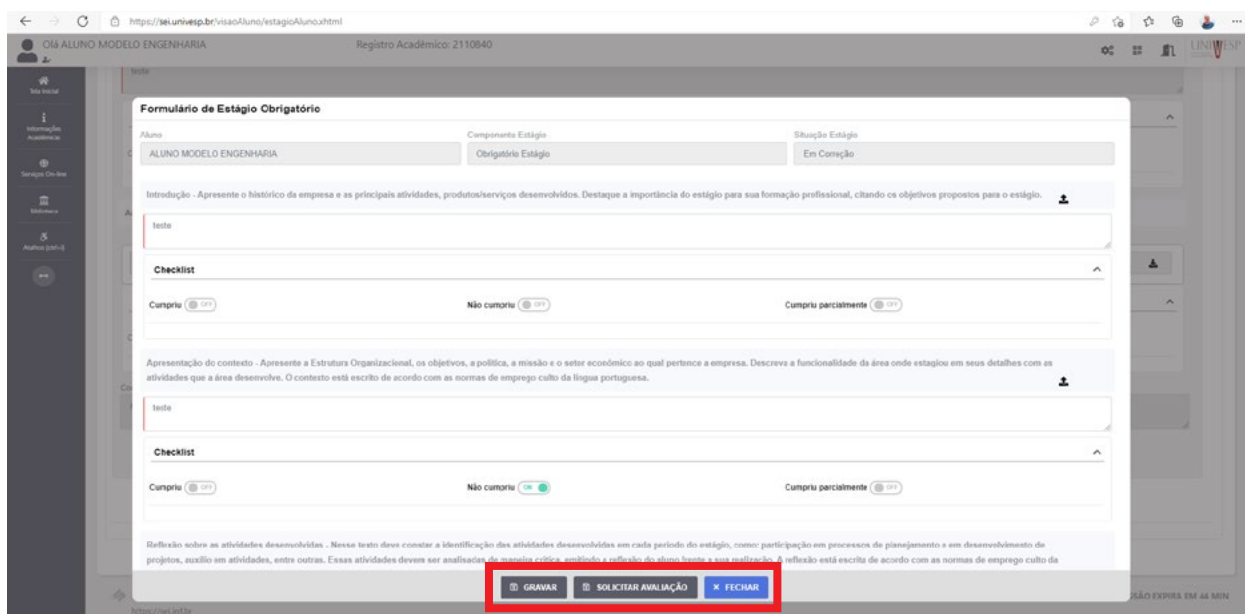 https://sei.univesp.br/visaoAluno/estagioAluno.xhtml
Olá ALUNO MODELO ENGENHARIA
Registro Acadêmico: 2110840
UNIVESP
teste
Tela Inicial
Informações
Acadêmicas
Serviços On-line
Biblioteca
Formulário de Estágio Obrigatório
Aluno Componente Estágio Situação Estágio
ALUNO MODELO ENGENHARIA Obrigatório Estágio Em Correção
Introdução - Apresente o histórico da empresa e as principais atividades, produtos/serviços desenvolvidos. Destaque a importância do estágio para sua formação profissional, citando os objetivos propostos para o estágio.
teste
Checklist
Cumpriu OFF Não cumpriu OFF Cumpriu parcialmente OFF
Apresentação do contexto - Apresente a Estrutura Organizacional, os objetivos, a política, a missão e o setor econômico ao qual pertence a empresa. Descreva a funcionalidade da área onde estagiou em seus detalhes com as
atividades que a área desenvolve. O contexto está escrito de acordo com as normas de emprego culto da língua portuguesa.
teste
Checklist
Cumpriu OFF Não cumpriu ON Cumpriu parcialmente OFF
Reflexão sobre as atividades desenvolvidas - Nesse texto deve constar a identificação das atividades desenvolvidas em cada período do estágio, como: participação em processos de planejamento e em desenvolvimento de
projetos, auxílio em atividades, entre outras. Essas atividades devem ser analisadas de maneira crítica, emitindo a reflexão do aluno frente a sua realização. A reflexão está escrita de acordo com as normas de emprego culto da
GRAVAR SOLICITAR AVALIAÇÃO FECHAR
EXPIRA EM 44 MIN